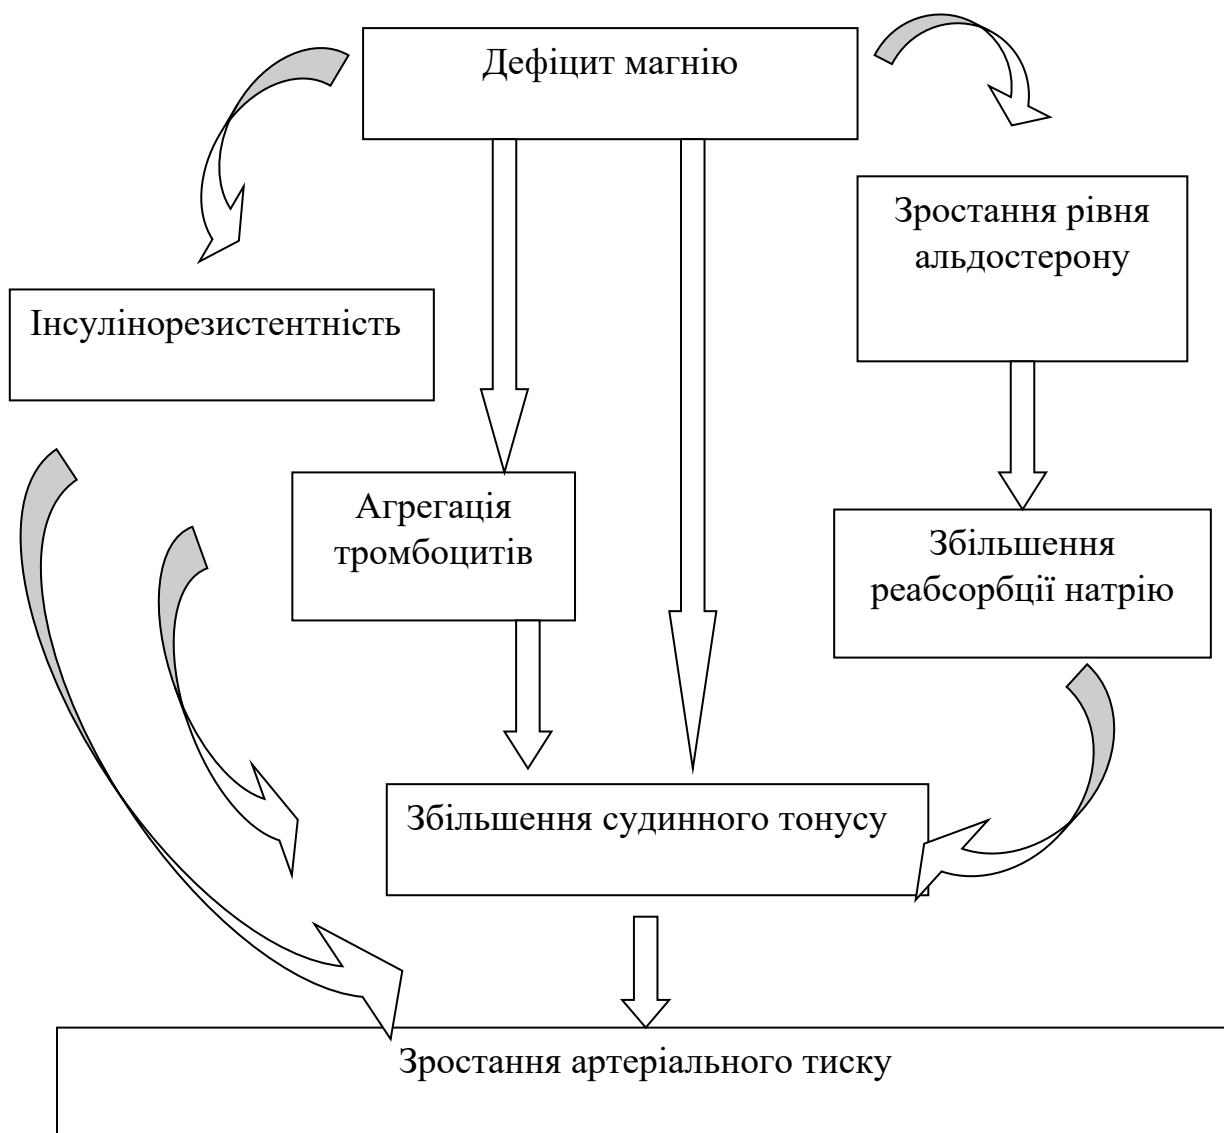 Дефіцит магнію
Зростання рівня
альдостерону
Інсулінорезистентність
Агрегація
тромбоцитів
Збільшення
реабсорбції натрію
Збільшення судинного тонусу
Зростання артеріального тиску